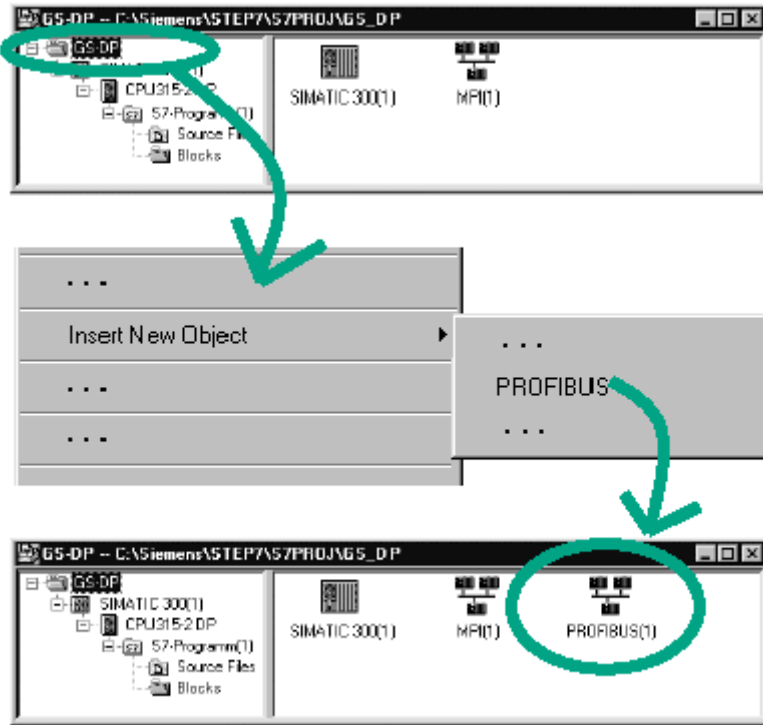 GS-DP -- C:\Siemens\STEP7\S7PROJ\GS_DP
GS-DP
CPU315-2 DP
S7-Programm(1)
Source Files
Blocks
SIMATIC 300(1)
MPI(1)
. . .
Insert New Object
. . .
. . .
. . .
PROFIBUS
. . .
GS-DP -- C:\Siemens\STEP7\S7PROJ\GS_DP
GS-DP
SIMATIC 300(1)
CPU315-2 DP
S7-Programm(1)
Source Files
Blocks
SIMATIC 300(1)
MPI(1)
PROFIBUS(1)